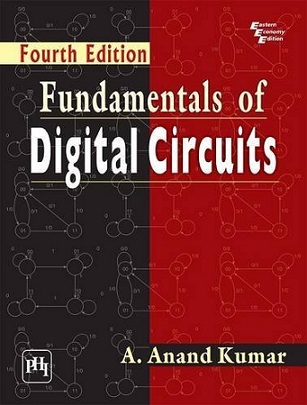 Eastern
Economy
Edition
Fourth Edition
Fundamentals of
Digital Circuits
A. Anand Kumar
PHI